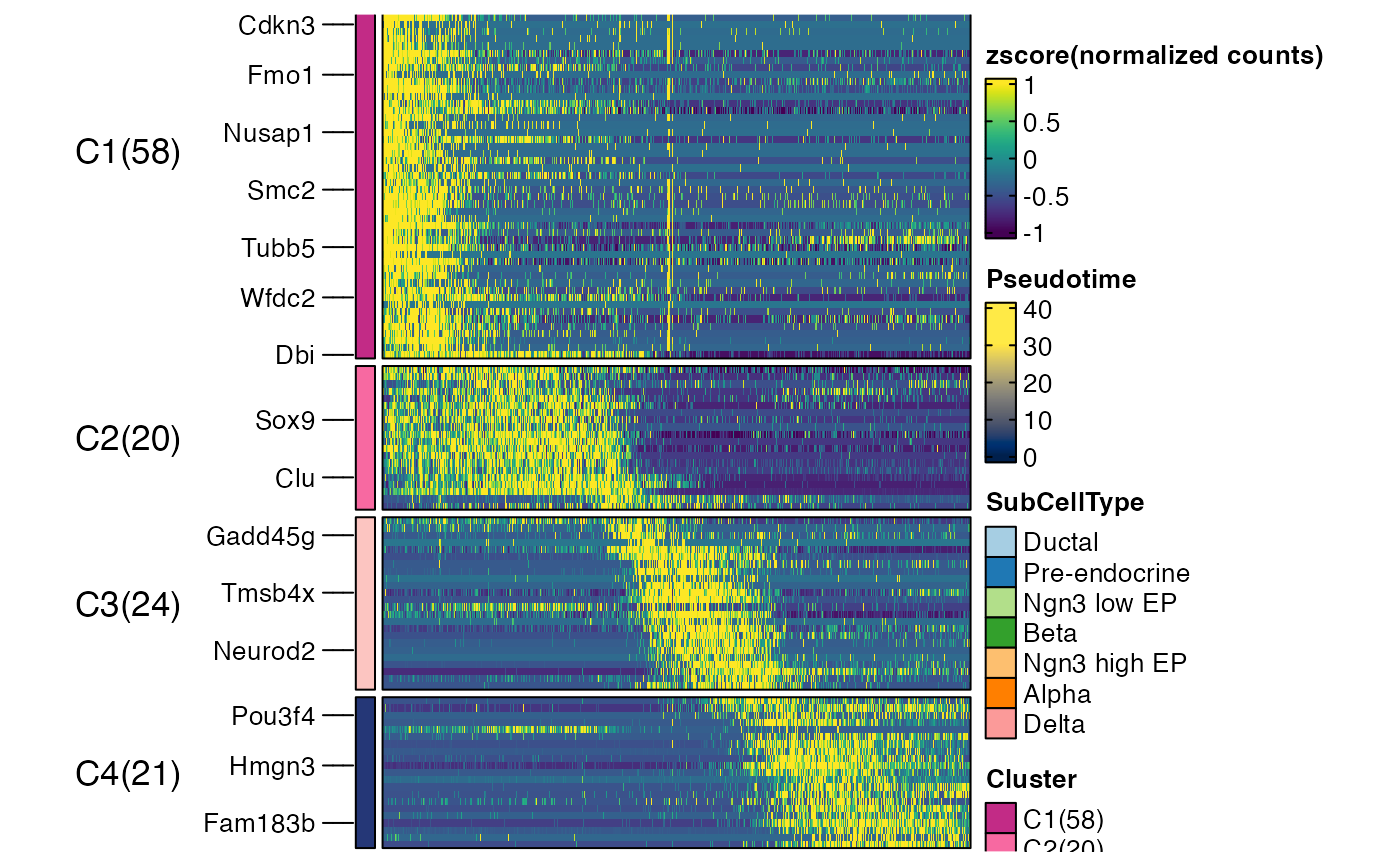 Cdkn3
Fmo1
Nusap1
C1(58)
Smc2
Tubb5
Wfdc2
Dbi
Sox9
C2(20)
Clu
Gadd45g
Tmsb4x
C3(24)
Neurod2
Pou3f4
Hmgn3
C4(21)
Fam183b
zscore(normalized counts)
1
0.5
0
-0.5
-1
Pseudotime
40
30
20
10
0
SubCellType
Ductal
Pre-endocrine
Ngn3 low EP
Beta
Ngn3 high EP
Alpha
Delta
Cluster
C1(58)
C2(20)